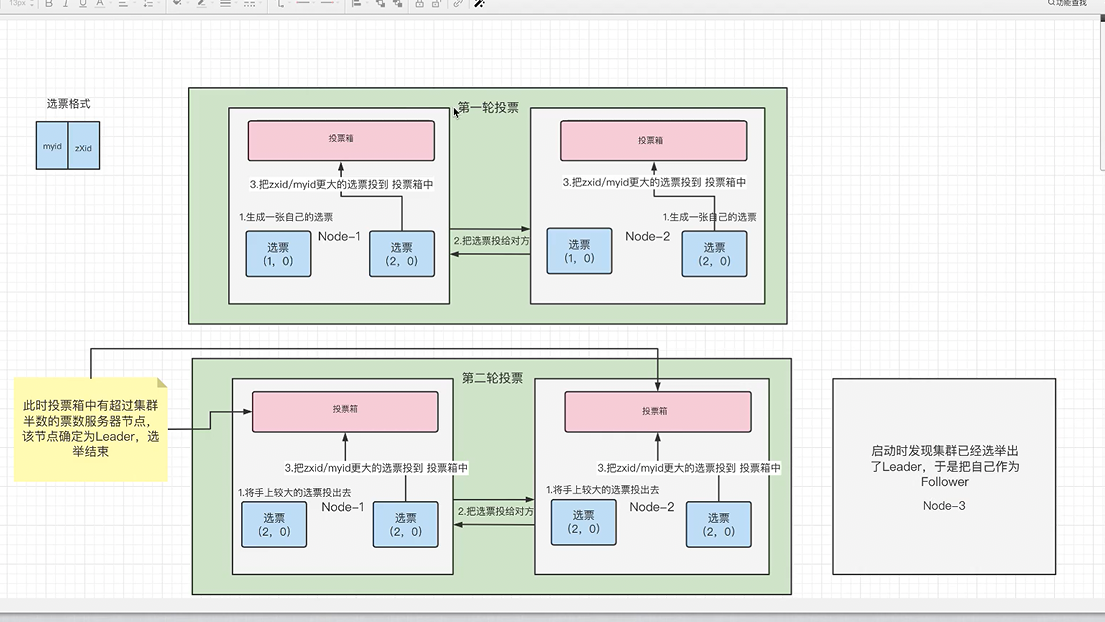 13px
B I U A
功能查找
选票格式
myid
zXid
第一轮投票
投票箱
3.把zxid/myid更大的选票投到 投票箱中
1.生成一张自己的选票
Node-1
选票
(1, 0)
选票
(2, 0)
2.把选票投给对方
投票箱
3.把zxid/myid更大的选票投到 投票箱中
1.生成一张自己的选票
Node-2
选票
(1, 0)
选票
(2, 0)
第二轮投票
此时投票箱中有超过集群
半数的票数服务器节点,
该节点确定为Leader, 选
举结束
投票箱
3.把zxid/myid更大的选票投到 投票箱中
1.将手上较大的选票投出去
Node-1
选票
(2, 0)
选票
(2, 0)
2.把选票投给对方
投票箱
3.把zxid/myid更大的选票投到 投票箱中
1.将手上较大的选票投出去
Node-2
选票
(2, 0)
选票
(2, 0)
启动时发现集群已经选举出
了Leader, 于是把自己作为
Follower
Node-3